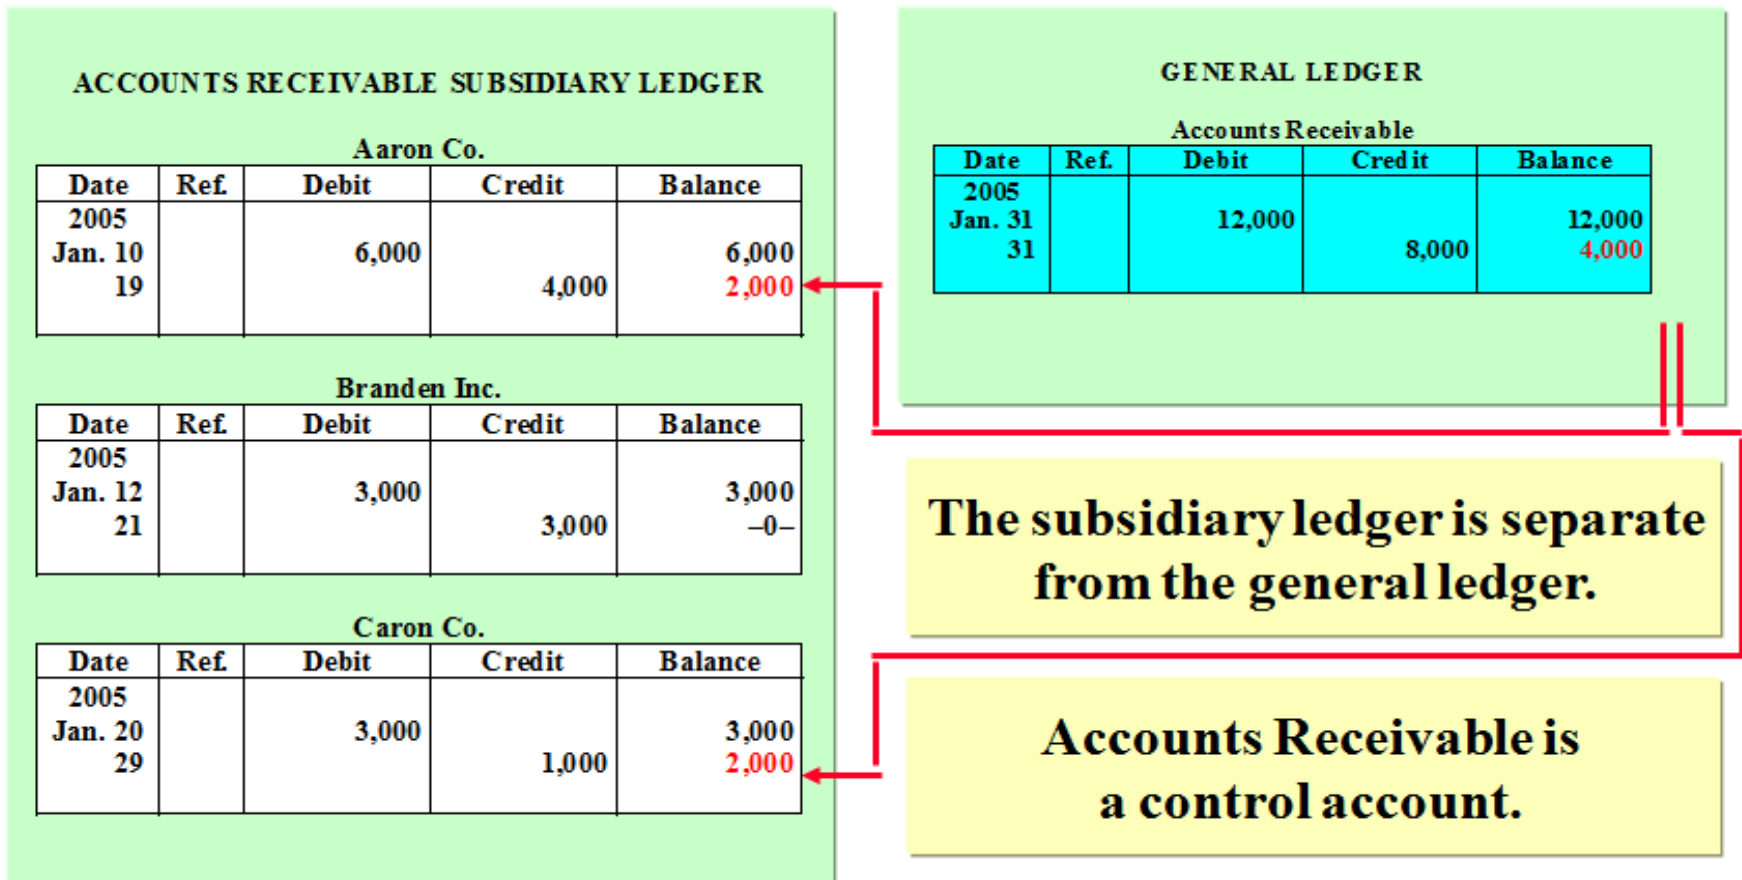 ACCOUNTS RECEIVABLE SUBSIDIARY LEDGER
Aaron Co.
Date Ref. Debit Credit Balance
2005
Jan. 10 6,000 6,000
19 4,000 2,000
Branden Inc.
Date Ref. Debit Credit Balance
2005
Jan. 12 3,000 3,000
21 3,000 –0–
Caron Co.
Date Ref. Debit Credit Balance
2005
Jan. 20 3,000 3,000
29 1,000 2,000
GENERAL LEDGER
Accounts Receivable
Date Ref. Debit Credit Balance
2005
Jan. 31 12,000 12,000
31 8,000 4,000
The subsidiary ledger is separate
from the general ledger.
Accounts Receivable is
a control account.